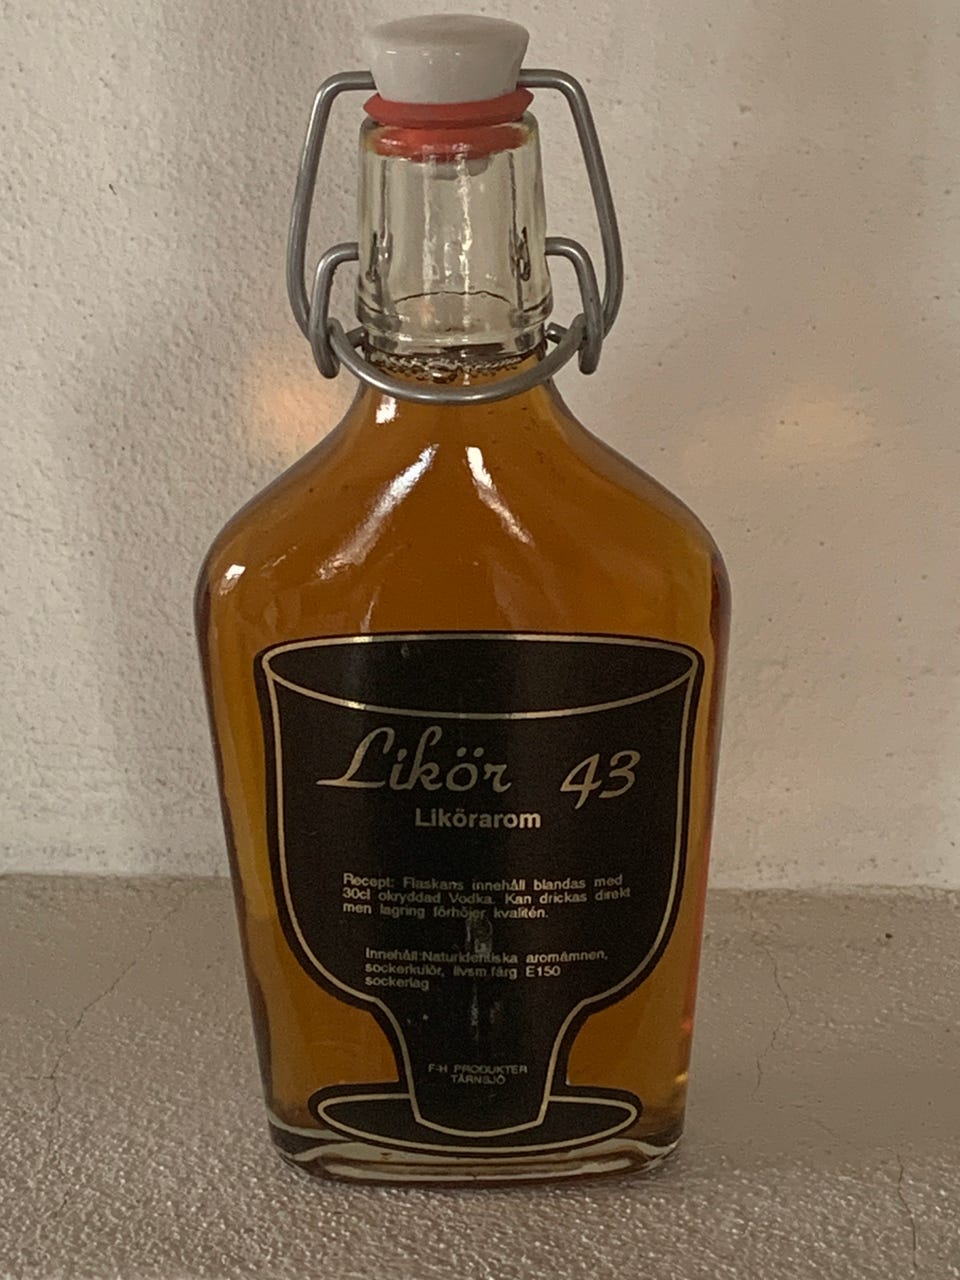 Likör 43
Likörarom
Recept: Flaskans innehåll blandas med
30cl okryddad Vodka. Kan drickas direkt
men lagring förhöjer kvalitén.
Innehåll:Naturidentiska aromämnen,
sockerkulör, livsm.färg E150
sockerlag
F-H PRODUKTER
TÄRNSJÖ